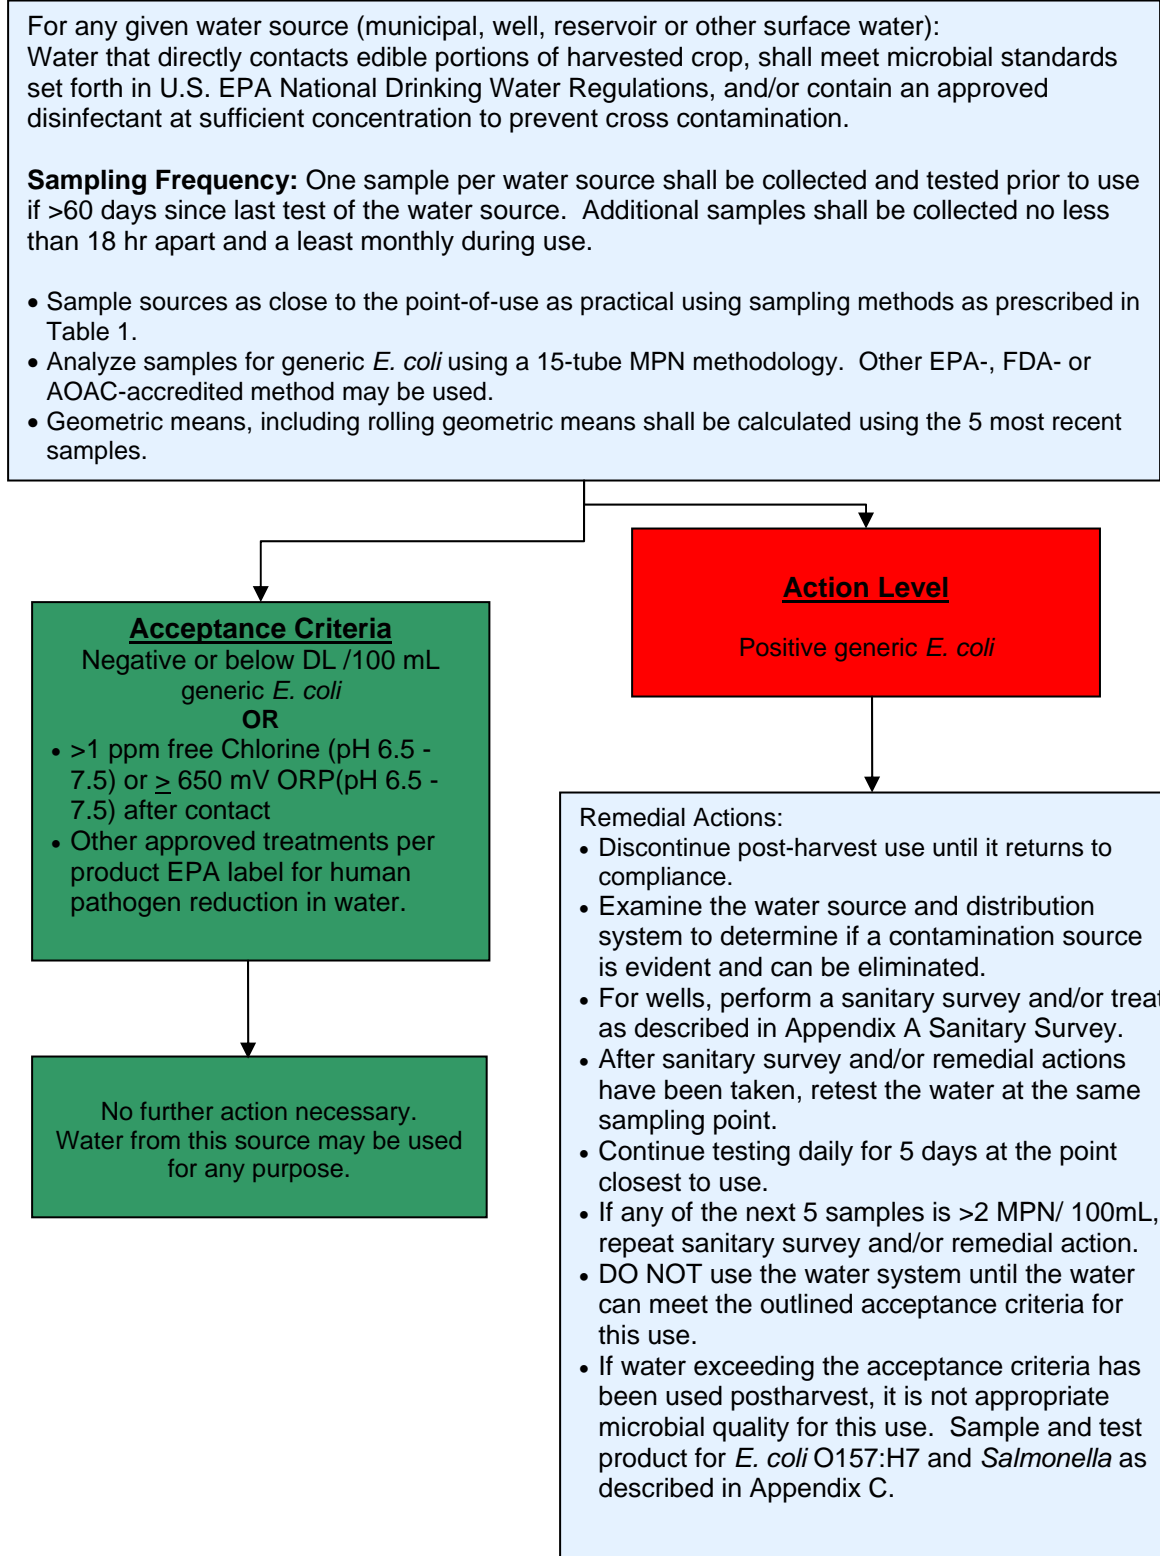 For any given water source (municipal, well, reservoir or other surface water):
Water that directly contacts edible portions of harvested crop, shall meet microbial standards
set forth in U.S. EPA National Drinking Water Regulations, and/or contain an approved
disinfectant at sufficient concentration to prevent cross contamination.
Sampling Frequency: One sample per water source shall be collected and tested prior to use
if >60 days since last test of the water source.  Additional samples shall be collected no less
than 18 hr apart and a least monthly during use.
• Sample sources as close to the point-of-use as practical using sampling methods as prescribed in
Table 1.
• Analyze samples for generic E. coli using a 15-tube MPN methodology.  Other EPA-, FDA- or
AOAC-accredited method may be used.
• Geometric means, including rolling geometric means shall be calculated using the 5 most recent
samples.
Acceptance Criteria
Negative or below DL /100 mL
generic E. coli
OR
• >1 ppm free Chlorine (pH 6.5 -
7.5) or ≥ 650 mV ORP(pH 6.5 -
7.5) after contact
• Other approved treatments per
product EPA label for human
pathogen reduction in water.
No further action necessary.
Water from this source may be used
for any purpose.
Action Level
Positive generic E. coli
Remedial Actions:
• Discontinue post-harvest use until it returns to
compliance.
• Examine the water source and distribution
system to determine if a contamination source
is evident and can be eliminated.
• For wells, perform a sanitary survey and/or treat
as described in Appendix A Sanitary Survey.
• After sanitary survey and/or remedial actions
have been taken, retest the water at the same
sampling point.
• Continue testing daily for 5 days at the point
closest to use.
• If any of the next 5 samples is >2 MPN/ 100mL,
repeat sanitary survey and/or remedial action.
• DO NOT use the water system until the water
can meet the outlined acceptance criteria for
this use.
• If water exceeding the acceptance criteria has
been used postharvest, it is not appropriate
microbial quality for this use.  Sample and test
product for E. coli O157:H7 and Salmonella as
described in Appendix C.